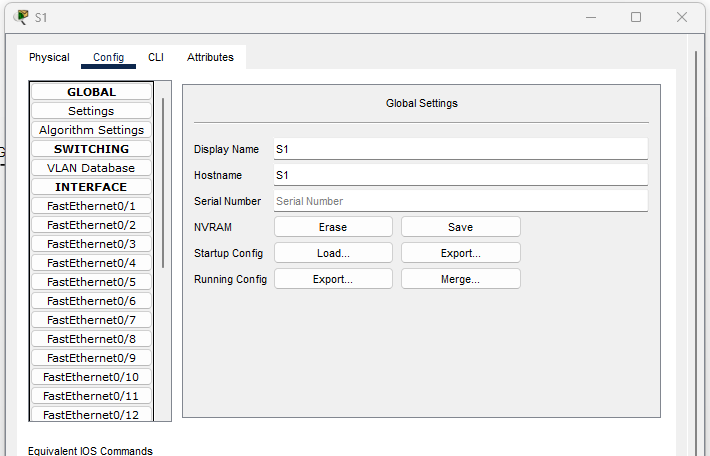 S1
Physical Config CLI Attributes
GLOBAL
Settings
Algorithm Settings
SWITCHING
VLAN Database
INTERFACE
FastEthernet0/1
FastEthernet0/2
FastEthernet0/3
FastEthernet0/4
FastEthernet0/5
FastEthernet0/6
FastEthernet0/7
FastEthernet0/8
FastEthernet0/9
FastEthernet0/10
FastEthernet0/11
FastEthernet0/12
Global Settings
Display Name S1
Hostname S1
Serial Number Serial Number
NVRAM Erase Save
Startup Config Load... Export...
Running Config Export... Merge...
Equivalent IOS Commands